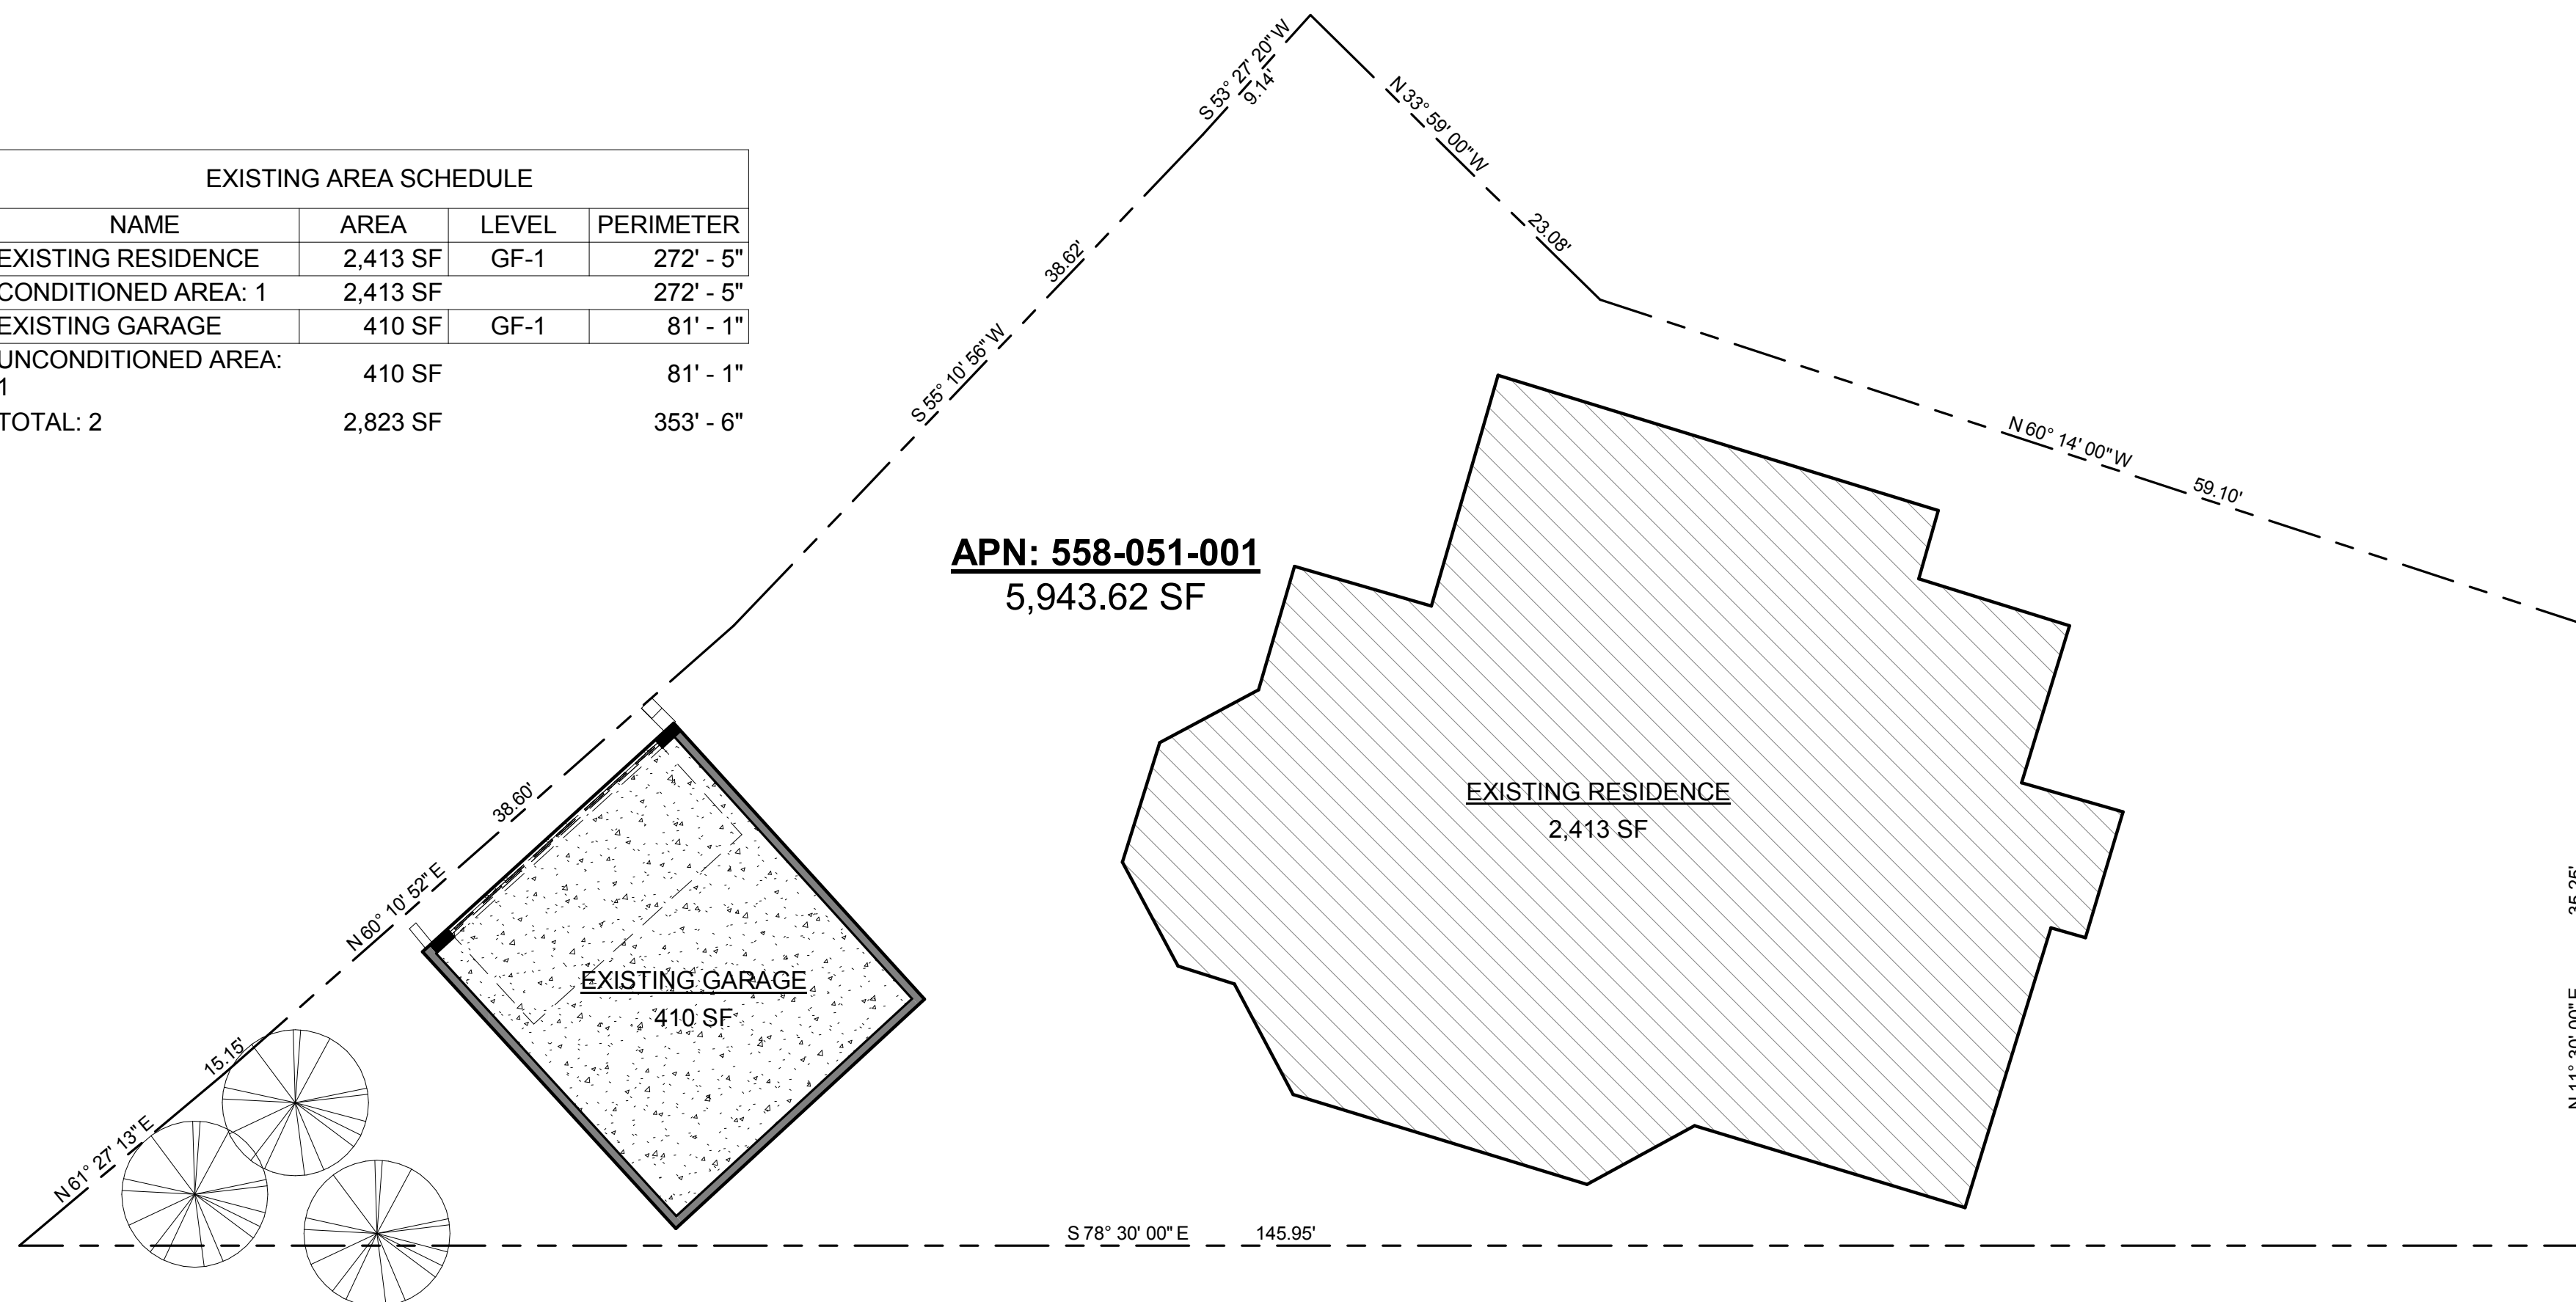 S 53° 27' 20" W
9.14'
N 33° 59' 00" W
23.08'
EXISTING AREA SCHEDULE
NAME AREA LEVEL PERIMETER
EXISTING RESIDENCE 2,413 SF GF-1 272' - 5"
CONDITIONED AREA: 1 2,413 SF 272' - 5"
EXISTING GARAGE 410 SF GF-1 81' - 1"
UNCONDITIONED AREA:
1 410 SF 81' - 1"
TOTAL: 2 2,823 SF 353' - 6"
38.62'
S 55° 10' 56" W
N 60° 14' 00" W
59.10'
APN: 558-051-001
5,943.62 SF
EXISTING RESIDENCE
2,413 SF
38.60'
N 60° 10' 52" E
EXISTING GARAGE
410 SF
15.15'
N 61° 27' 13" E
35.25'
N 11° 30' 00" E
S 78° 30' 00" E 145.95'